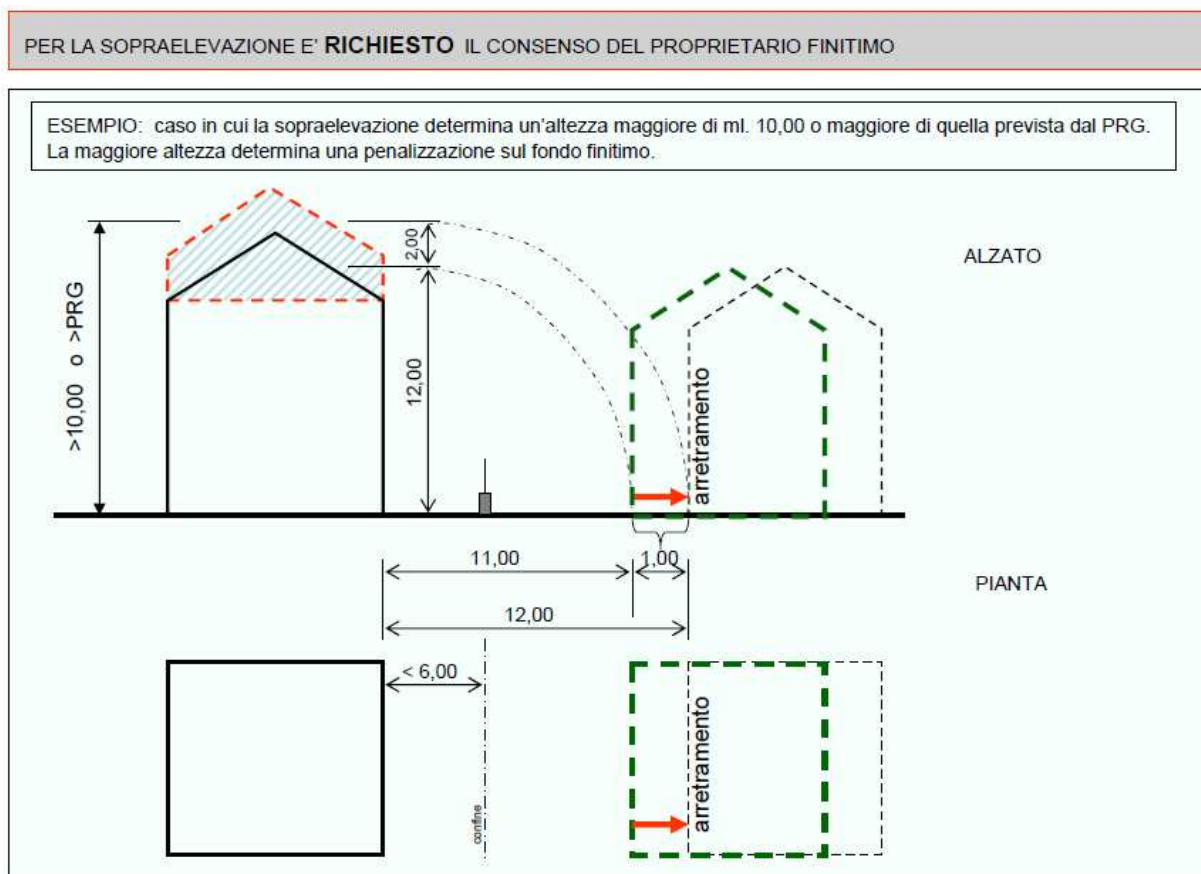 PER LA SOPRAELEVAZIONE E' RICHIESTO IL CONSENSO DEL PROPRIETARIO FINITIMO
ESEMPIO: caso in cui la sopraelevazione determina un'altezza maggiore di ml. 10,00 o maggiore di quella prevista dal PRG.
La maggiore altezza determina una penalizzazione sul fondo finitimo.
ALZATO
>10,00 o >PRG
2,00
12,00
arretramento
11,00
1,00
PIANTA
12,00
< 6,00
confine
arretramento